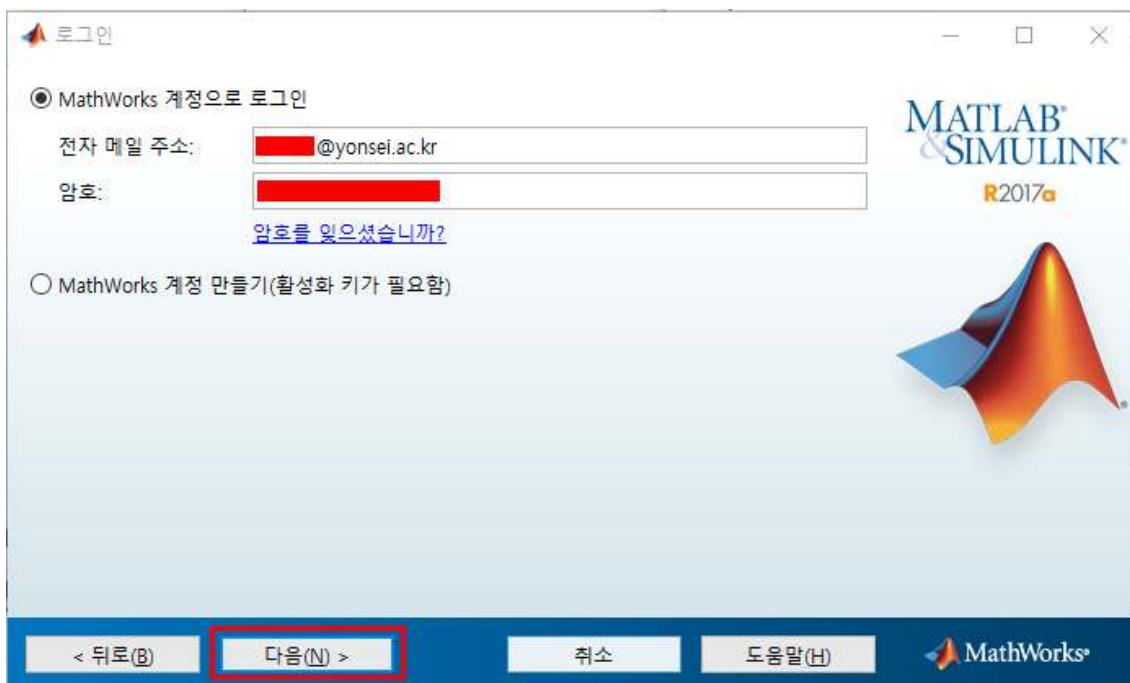 로그인
MathWorks 계정으로 로그인
전자 메일 주소: @yonsei.ac.kr
암호:
암호를 잊으셨습니까?
MathWorks 계정 만들기(활성화 키가 필요함)
MATLAB®
&SIMULINK®
R2017a
< 뒤로(B) 다음(N) > 취소 도움말(H) MathWorks®